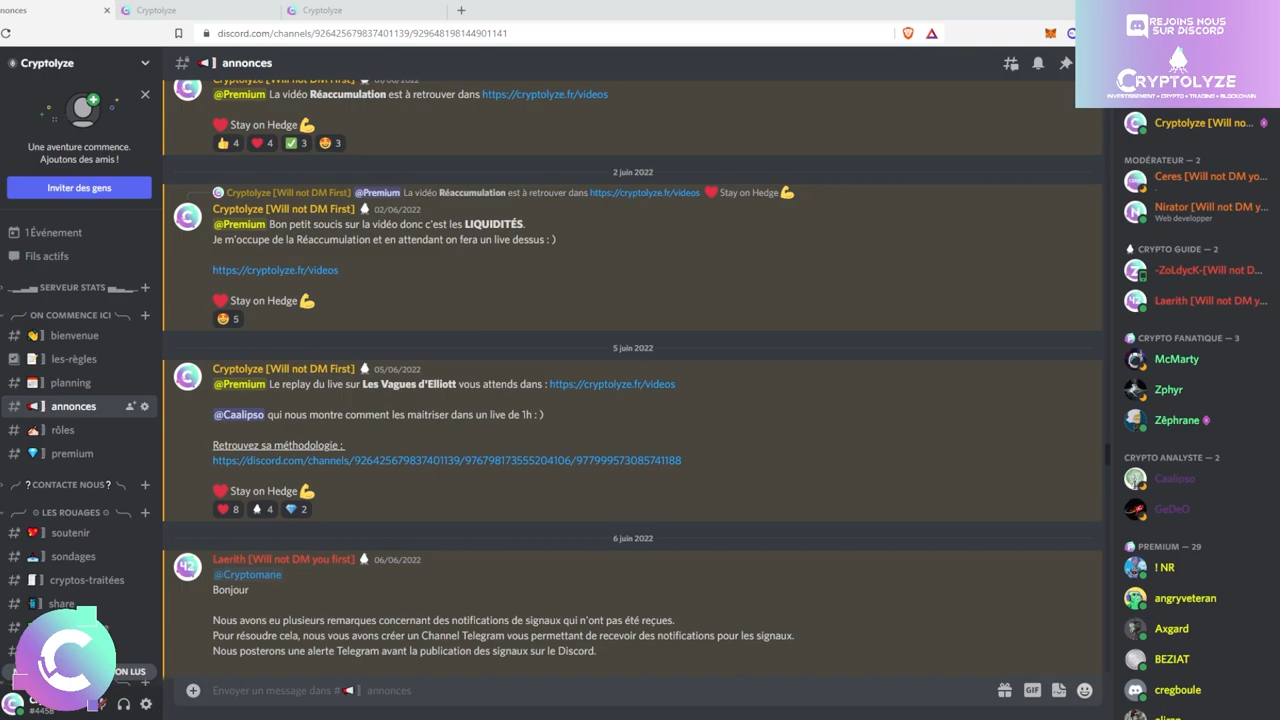 nonces
Cryptolyze
Cryptolyze
discord.com/channels/926425679837401139/929648198144901141
REJOINS NOUS
SUR DISCORD
CRYPTOLYZE
INVESTISSEMENT • CRYPTO • TRADING • BLOCKCHAIN
Cryptolyze
Une aventure commence.
Ajoutons des amis !
Inviter des gens
1 Événement
Fils actifs
SERVEUR STATS
ON COMMENCE ICI
bienvenue
les-règles
planning
annonces
rôles
premium
?CONTACTE NOUS?
LES ROUAGES
soutenir
sondages
cryptos-traitées
share
ON LUS
#4458
annonces
Cryptolyze [Will not DM First]
@Premium La vidéo Réaccumulation est à retrouver dans https://cryptolyze.fr/videos
❤️ Stay on Hedge 💪
👍 4 ❤️ 4 ✅ 3 🤩 3
2 juin 2022
Cryptolyze [Will not DM First] @Premium La vidéo Réaccumulation est à retrouver dans https://cryptolyze.fr/videos ❤️ Stay on Hedge 💪
Cryptolyze [Will not DM First] 02/06/2022
@Premium Bon petit soucis sur la vidéo donc c'est les LIQUIDITÉS.
Je m'occupe de la Réaccumulation et en attendant on fera un live dessus : )
https://cryptolyze.fr/videos
❤️ Stay on Hedge 💪
🤩 5
5 juin 2022
Cryptolyze [Will not DM First] 05/06/2022
@Premium Le replay du live sur Les Vagues d'Elliott vous attends dans : https://cryptolyze.fr/videos
@Caalipso qui nous montre comment les maitriser dans un live de 1h : )
Retrouvez sa méthodologie :
https://discord.com/channels/926425679837401139/976798173555204106/977999573085741188
❤️ Stay on Hedge 💪
❤️ 8 4 💎 2
6 juin 2022
Laerith [Will not DM you first] 06/06/2022
@Cryptomane
Bonjour
Nous avons eu plusieurs remarques concernant des notifications de signaux qui n'ont pas été reçues.
Pour résoudre cela, nous vous avons créer un Channel Telegram vous permettant de recevoir des notifications pour les signaux.
Nous posterons une alerte Telegram avant la publication des signaux sur le Discord.
Envoyer un message dans # annonces
GIF
Cryptolyze [Will no...
MODÉRATEUR — 2
Ceres [Will not DM yo...
Nirator [Will not DM y...
Web developper
CRYPTO GUIDE — 2
-ZoLdycK-[Will not D...
Laerith [Will not DM y...
CRYPTO FANATIQUE — 3
McMarty
Zphyr
Zêphrane
CRYPTO ANALYSTE — 2
Caalipso
GeDeO
PREMIUM — 29
! NR
angryveteran
Axgard
BEZIAT
cregboule